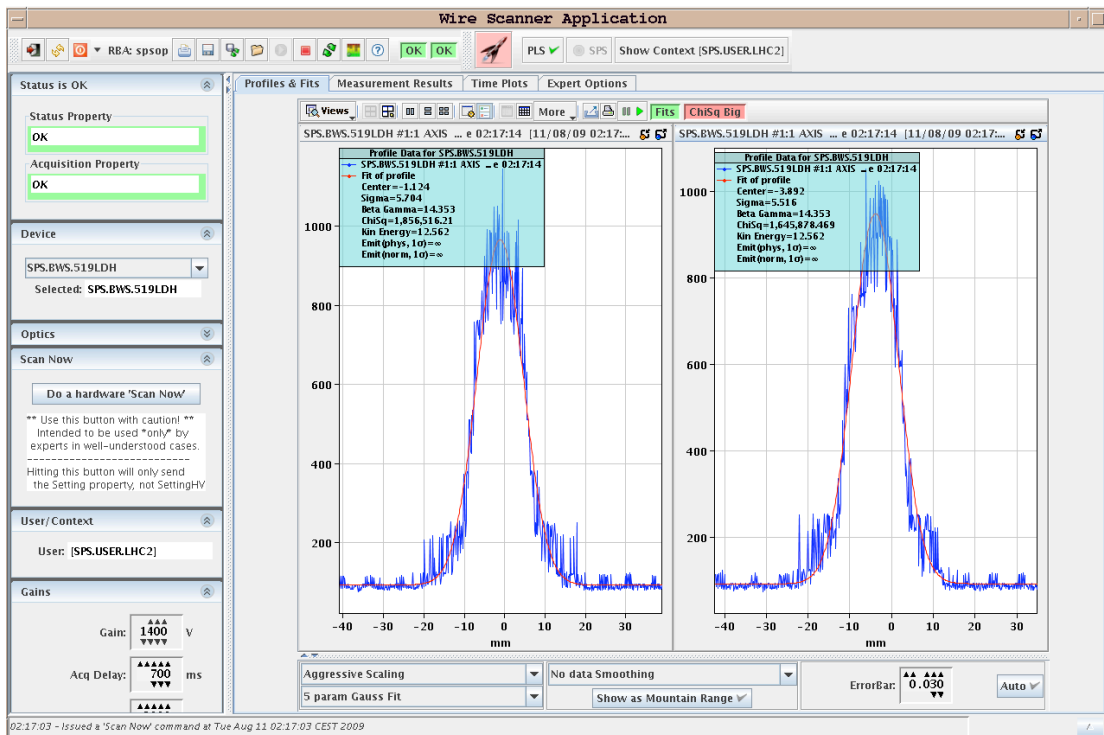 Wire Scanner Application
RBA: spsop OK OK PLS SPS Show Context [SPS.USER.LHC2]
Status is OK
Status Property
OK
Acquisition Property
OK
Device
SPS.BWS.519LDH
Selected: SPS.BWS.519LDH
Optics
Scan Now
Do a hardware 'Scan Now'
** Use this button with caution! **
Intended to be used *only* by
experts in well-understood cases.
----------------------------
Hitting this button will only send
the Setting property, not SettingHV
User/Context
User: [SPS.USER.LHC2]
Gains
Gain: 1400 V
Acq Delay: 700 ms
Profiles & Fits Measurement Results Time Plots Expert Options
Views More Fits ChiSq Big
SPS.BWS.519LDH #1:1 AXIS ... e 02:17:14 [11/08/09 02:17:...
Profile Data for SPS.BWS.519LDH
SPS.BWS.519LDH #1:1 AXIS ...e 02:17:14
Fit of profile
Center=-1.124
Sigma=5.704
Beta Gamma=14.353
ChiSq=1,856,516.21
Kin Energy=12.562
Emit(phys, 1σ)=∞
Emit(norm, 1σ)=∞
1000
800
600
400
200
-40 -30 -20 -10 0 10 20 30
mm
SPS.BWS.519LDH #1:1 AXIS ... e 02:17:14 [11/08/09 02:17:...
Profile Data for SPS.BWS.519LDH
SPS.BWS.519LDH #1:1 AXIS ...e 02:17:14
Fit of profile
Center=-3.892
Sigma=5.516
Beta Gamma=14.353
ChiSq=1,645,878.469
Kin Energy=12.562
Emit(phys, 1σ)=∞
Emit(norm, 1σ)=∞
1000
800
600
400
200
-40 -30 -20 -10 0 10 20 30
mm
Aggressive Scaling
5 param Gauss Fit
No data Smoothing
Show as Mountain Range
ErrorBar: 0.030
Auto
02:17:03 - Issued a 'Scan Now' command at Tue Aug 11 02:17:03 CEST 2009